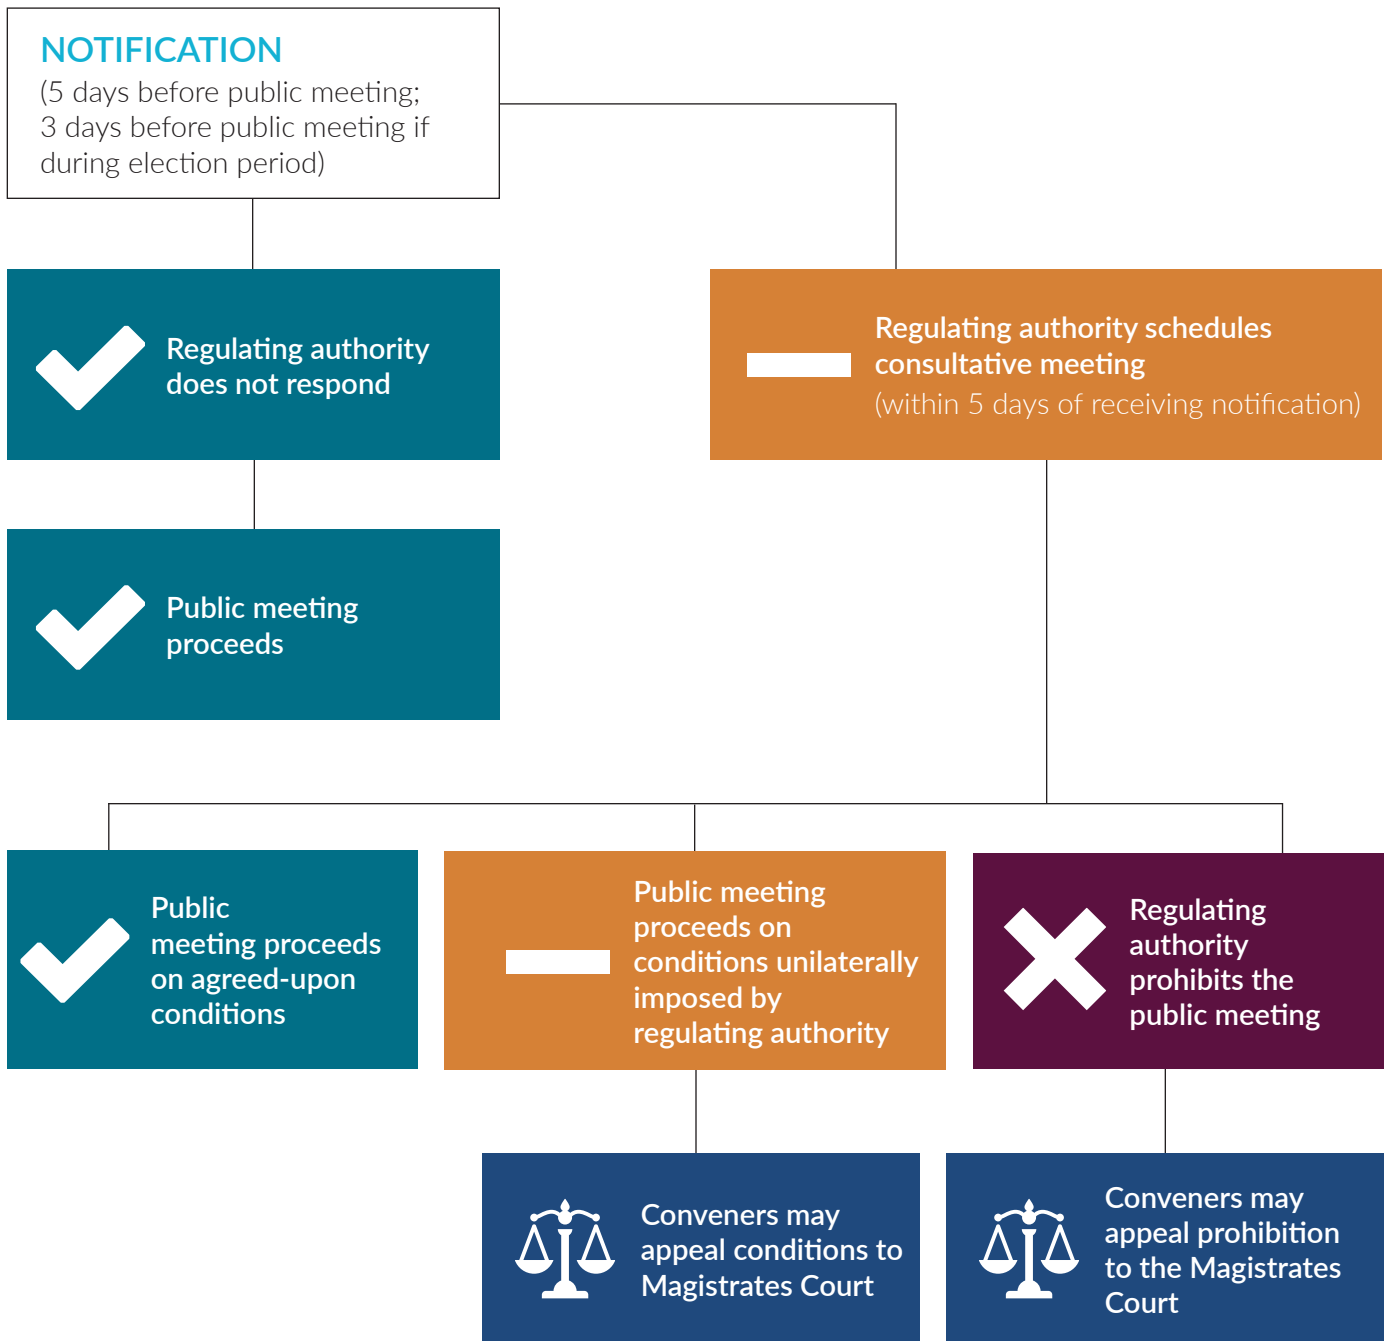 NOTIFICATION
(5 days before public meeting;
3 days before public meeting if
during election period)
Regulating authority
does not respond
Regulating authority schedules
consultative meeting
(within 5 days of receiving notification)
Public meeting
proceeds
Public
meeting proceeds
on agreed-upon
conditions
Public meeting
proceeds on
conditions unilaterally
imposed by
regulating authority
Regulating
authority
prohibits the
public meeting
Conveners may
appeal conditions to
Magistrates Court
Conveners may
appeal prohibition
to the Magistrates
Court